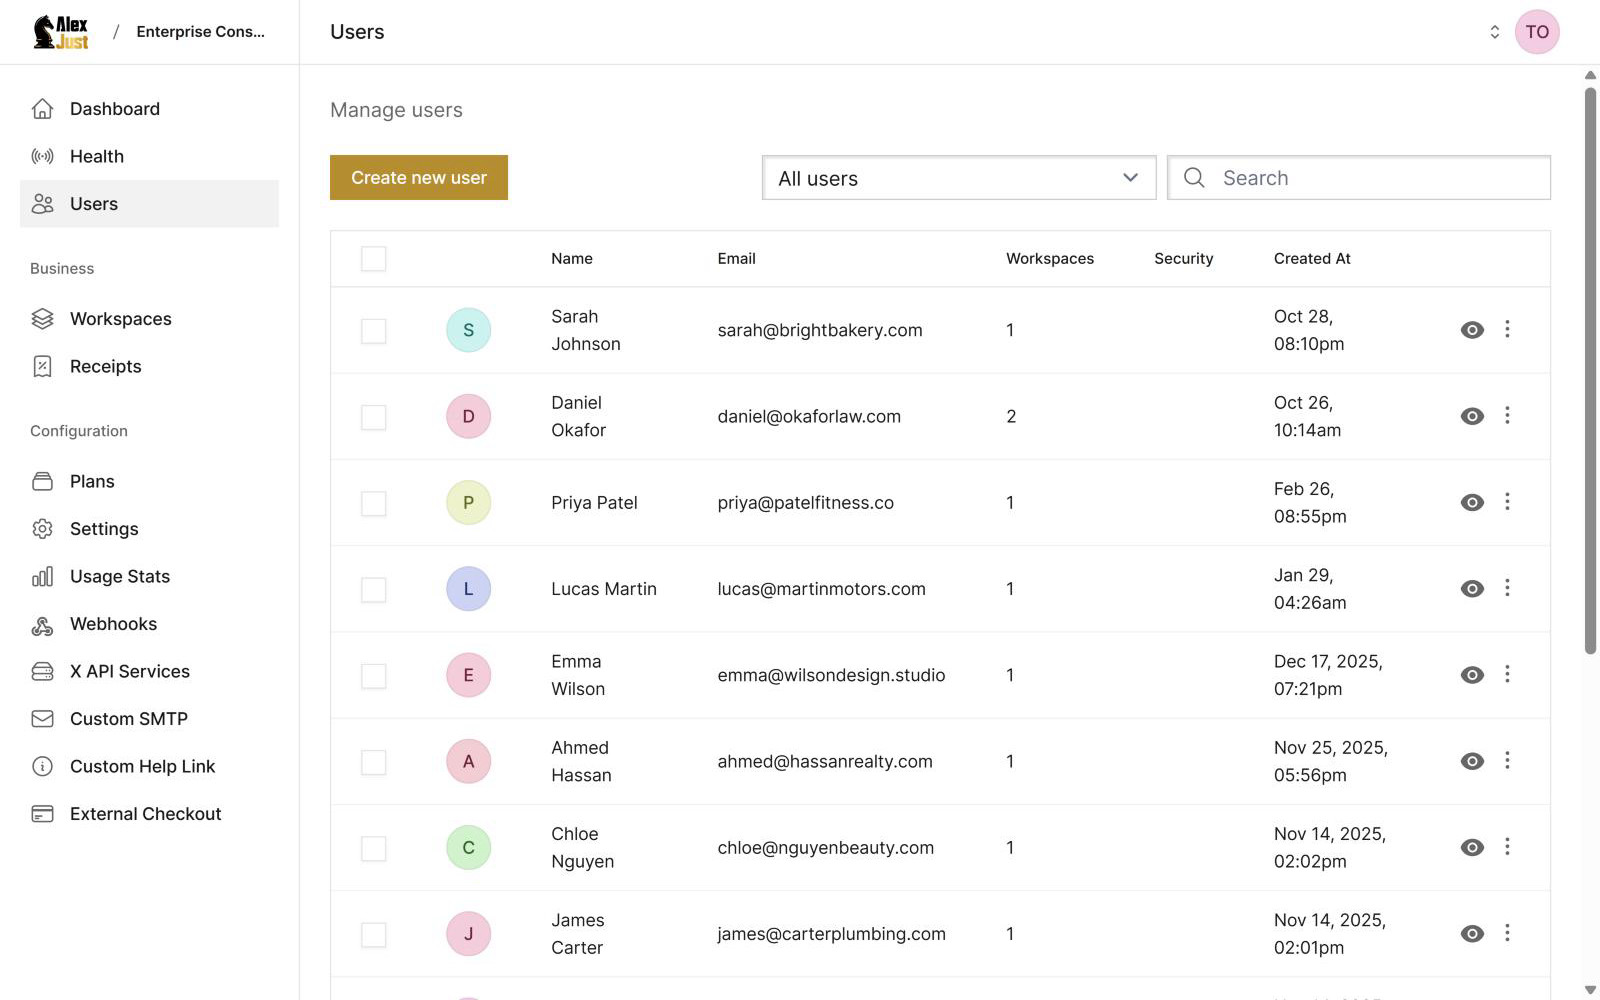 Alex
Just
/ Enterprise Cons...
Users
TO
Dashboard
Health
Users
Business
Workspaces
Receipts
Configuration
Plans
Settings
Usage Stats
Webhooks
X API Services
Custom SMTP
Custom Help Link
External Checkout
Manage users
Create new user
All users
Search
Name Email Workspaces Security Created At
S Sarah Johnson sarah@brightbakery.com 1 Oct 28, 08:10pm
D Daniel Okafor daniel@okaforlaw.com 2 Oct 26, 10:14am
P Priya Patel priya@patelfitness.co 1 Feb 26, 08:55pm
L Lucas Martin lucas@martinmotors.com 1 Jan 29, 04:26am
E Emma Wilson emma@wilsondesign.studio 1 Dec 17, 2025, 07:21pm
A Ahmed Hassan ahmed@hassanrealty.com 1 Nov 25, 2025, 05:56pm
C Chloe Nguyen chloe@nguyenbeauty.com 1 Nov 14, 2025, 02:02pm
J James Carter james@carterplumbing.com 1 Nov 14, 2025, 02:01pm